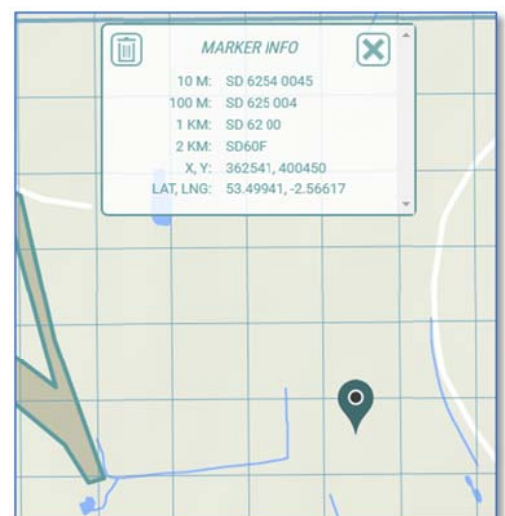 MARKER INFO
10 M: SD 6254 0045
100 M: SD 625 004
1 KM: SD 62 00
2 KM: SD60F
X, Y: 362541, 400450
LAT, LNG: 53.49941, -2.56617